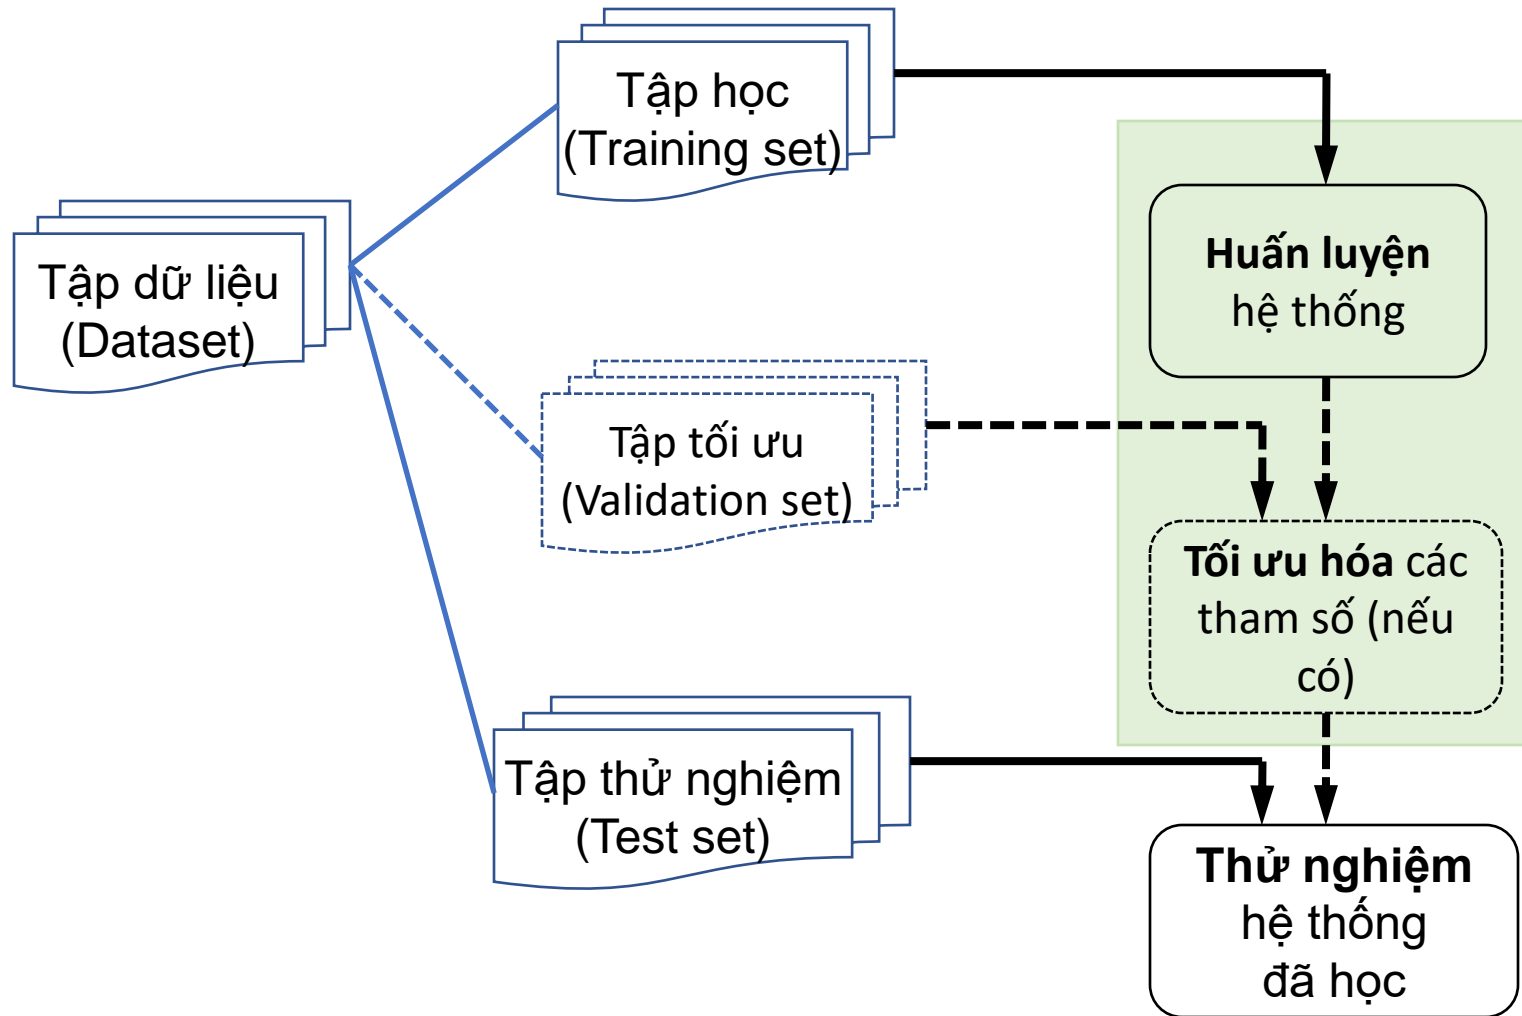 Tập học
(Training set)
Tập dữ liệu
(Dataset)
Huấn luyện
hệ thống
Tập tối ưu
(Validation set)
Tối ưu hóa các
tham số (nếu
có)
Tập thử nghiệm
(Test set)
Thử nghiệm
hệ thống
đã học